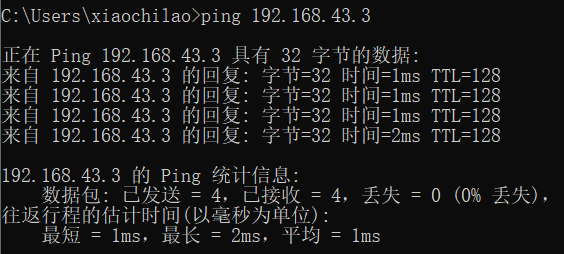 C:\Users\xiaochilao>ping 192.168.43.3
正在 Ping 192.168.43.3 具有 32 字节的数据:
来自 192.168.43.3 的回复: 字节=32 时间=1ms TTL=128
来自 192.168.43.3 的回复: 字节=32 时间=1ms TTL=128
来自 192.168.43.3 的回复: 字节=32 时间=1ms TTL=128
来自 192.168.43.3 的回复: 字节=32 时间=2ms TTL=128
192.168.43.3 的 Ping 统计信息:
数据包: 已发送 = 4，已接收 = 4，丢失 = 0 (0% 丢失)，
往返行程的估计时间(以毫秒为单位):
最短 = 1ms，最长 = 2ms，平均 = 1ms